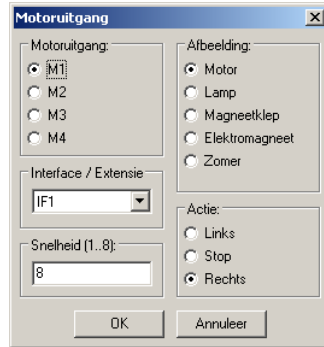 Motoruitgang
Motoruitgang:
M1
M2
M3
M4
Interface / Extensie
IF1
Snelheid (1..8):
8
Afbeelding:
Motor
Lamp
Magneetklep
Elektromagneet
Zomer
Actie:
Links
Stop
Rechts
OK
Annuleer